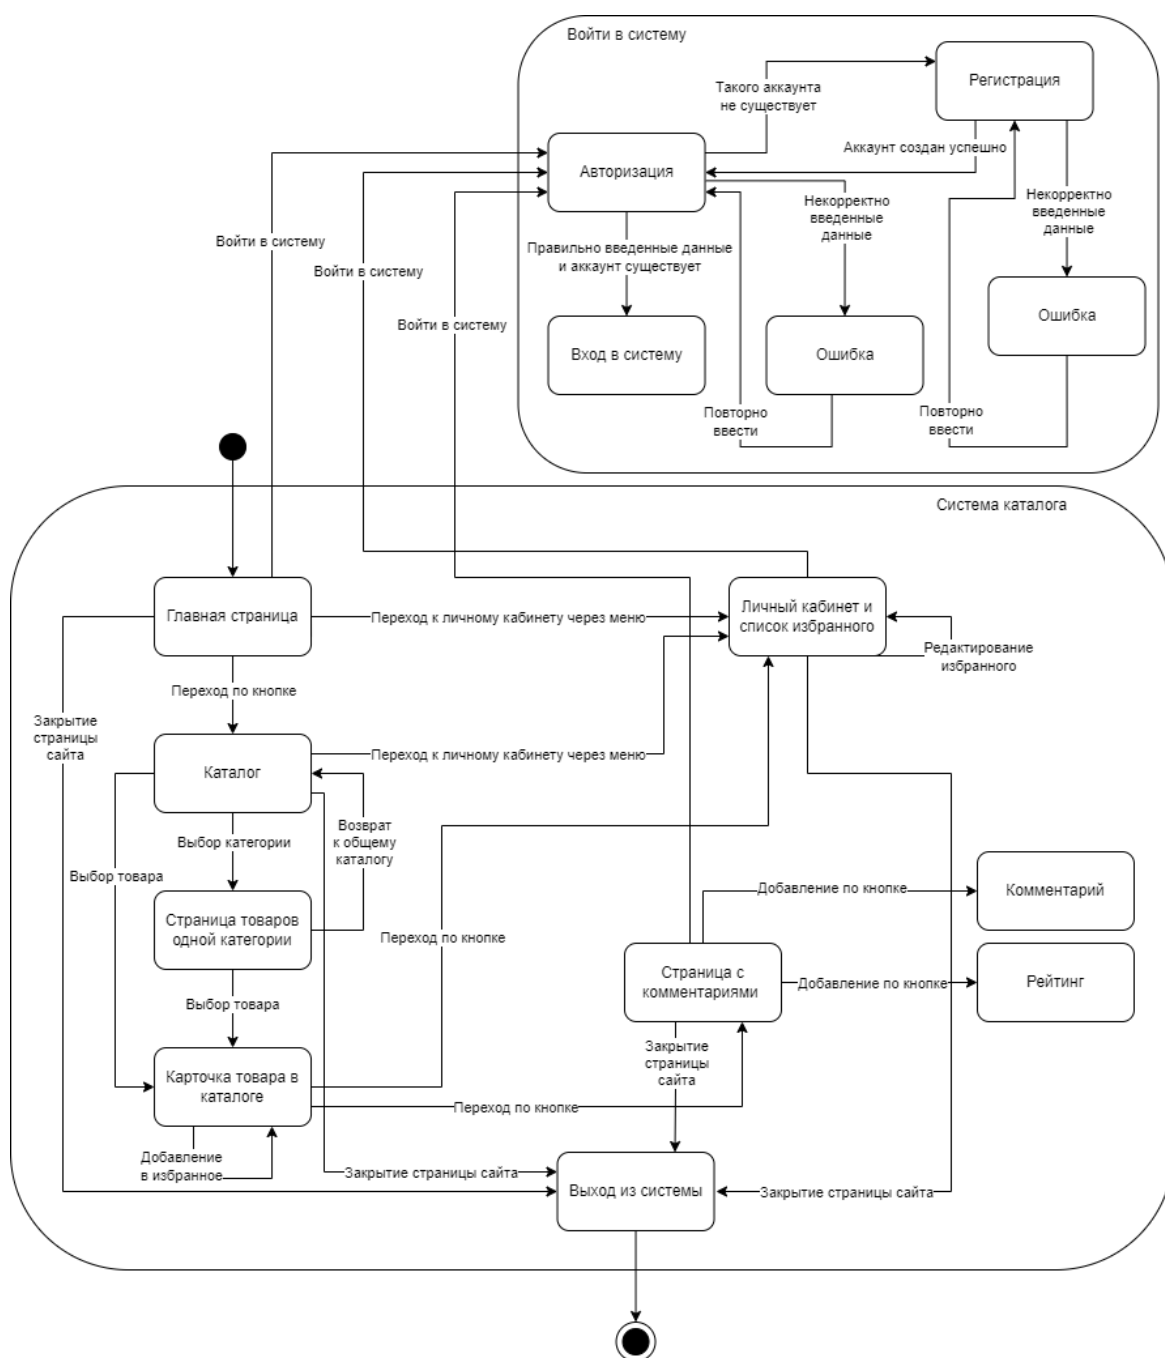 Войти в систему
Регистрация
Такого аккаунта
не существует
Аккаунт создан успешно
Авторизация
Некорректно
введенные
данные
Некорректно
введенные
данные
Войти в систему
Правильно введенные данные
и аккаунт существует
Войти в систему
Войти в систему
Ошибка
Вход в систему
Ошибка
Повторно
ввести
Повторно
ввести
Система каталога
Главная страница
Переход к личному кабинету через меню
Личный кабинет и
список избранного
Редактирование
избранного
Переход по кнопке
Закрытие
страницы
сайта
Каталог
Переход к личному кабинету через меню
Возврат
к общему
каталогу
Выбор категории
Выбор товара
Добавление по кнопке
Комментарий
Страница товаров
одной категории
Переход по кнопке
Страница с
комментариями
Добавление по кнопке
Рейтинг
Выбор товара
Закрытие
страницы
сайта
Карточка товара в
каталоге
Переход по кнопке
Добавление
в избранное
Закрытие страницы сайта
Выход из системы
Закрытие страницы сайта